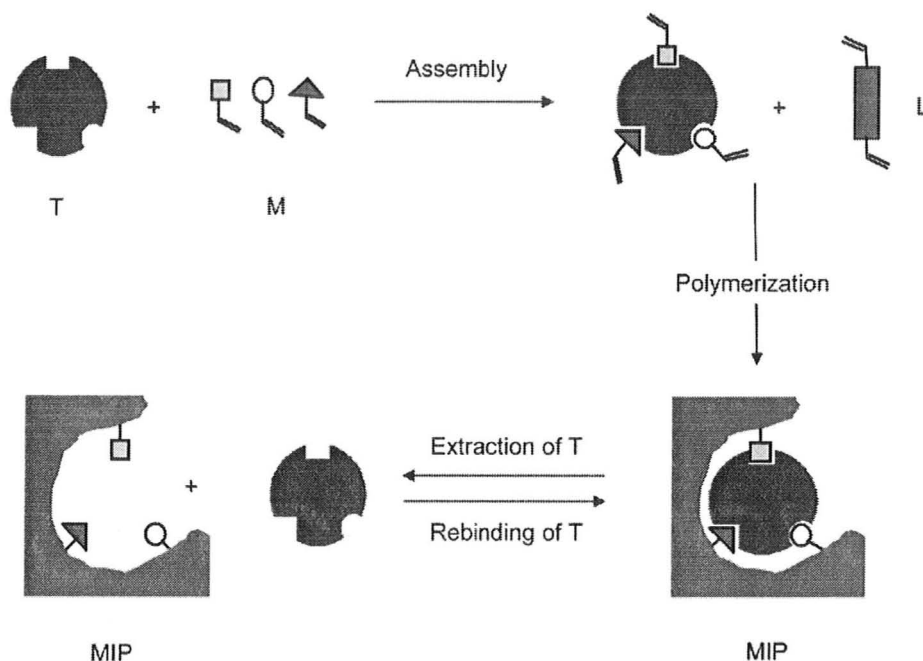 Assembly
+
+
L
T
M
Polymerization
Extraction of T
+
Rebinding of T
MIP
MIP